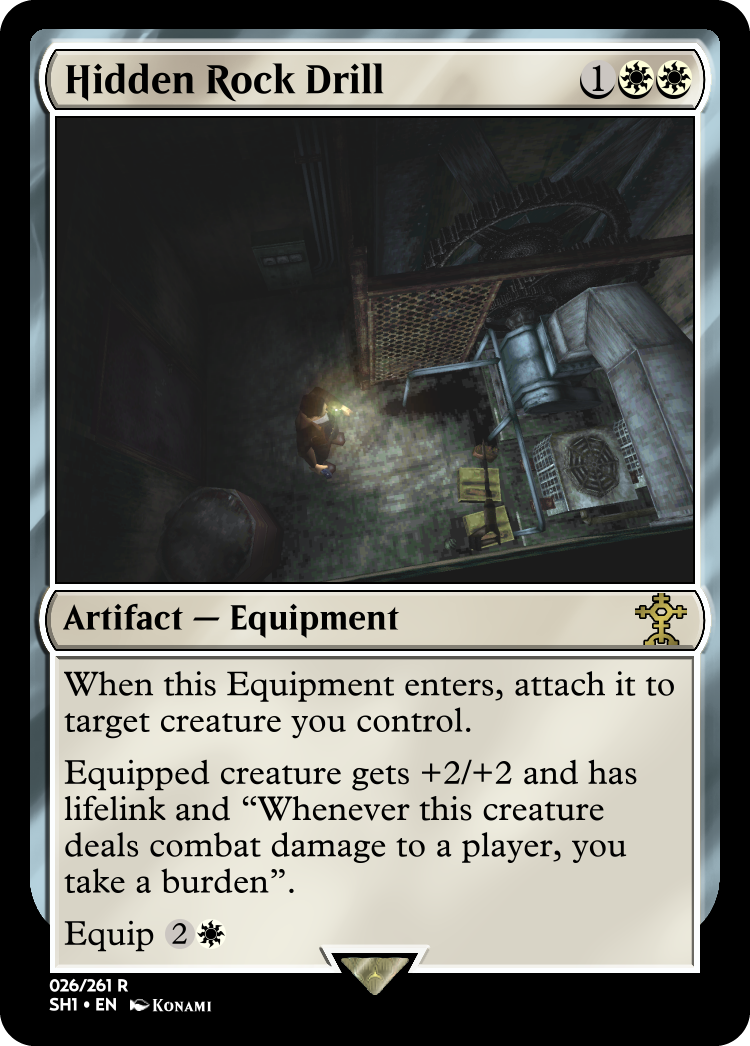 Hidden Rock Drill 1
Artifact — Equipment
When this Equipment enters, attach it to
target creature you control.
Equipped creature gets +2/+2 and has
lifelink and “Whenever this creature
deals combat damage to a player, you
take a burden”.
Equip 2
026/261 R
SH1 • EN KONAMI